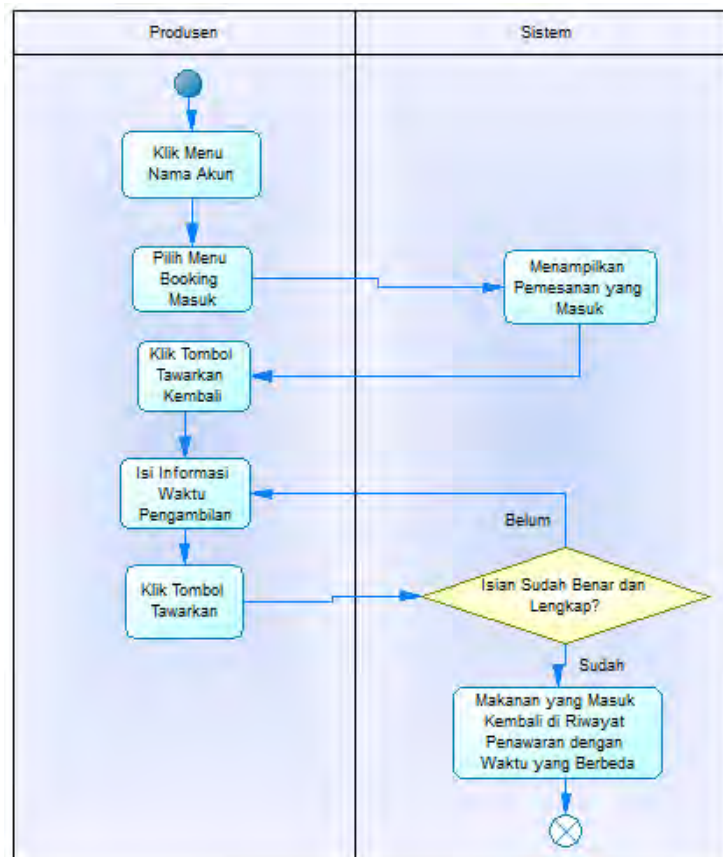 Produsen
Sistem
Klik Menu
Nama Akun
Pilih Menu
Booking
Masuk
Menampilkan
Pemesanan yang
Masuk
Klik Tombol
Tawarkan
Kembali
Isi Informasi
Waktu
Pengambilan
Belum
Klik Tombol
Tawarkan
Isian Sudah Benar dan
Lengkap?
Sudah
Makanan yang Masuk
Kembali di Riwayat
Penawaran dengan
Waktu yang Berbeda